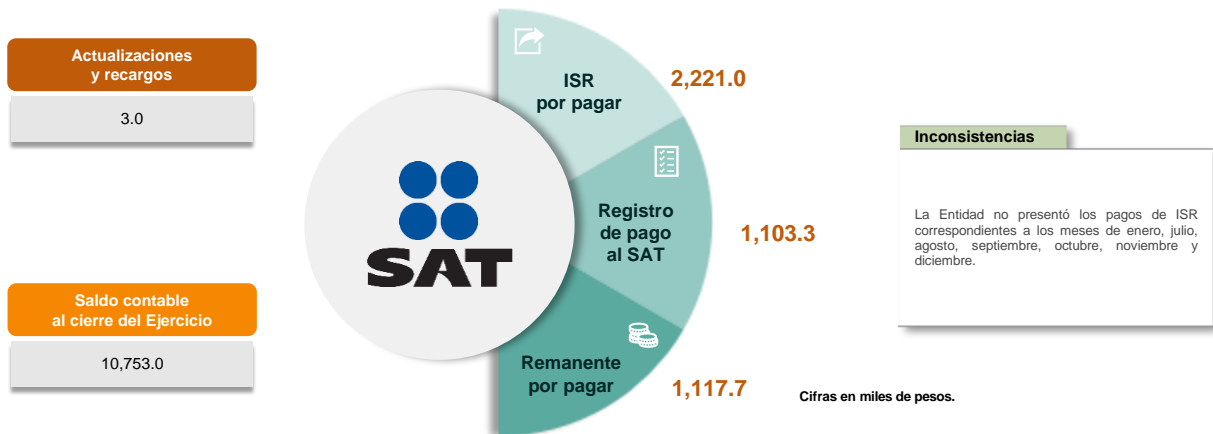 Actualizaciones
y recargos
3.0
Saldo contable
al cierre del Ejercicio
10,753.0
SAT
ISR
por pagar
2,221.0
Registro
de pago
al SAT
1,103.3
Remanente
por pagar
1,117.7
Inconsistencias
La Entidad no presentó los pagos de ISR
correspondientes a los meses de enero, julio,
agosto, septiembre, octubre, noviembre y
diciembre.
Cifras en miles de pesos.